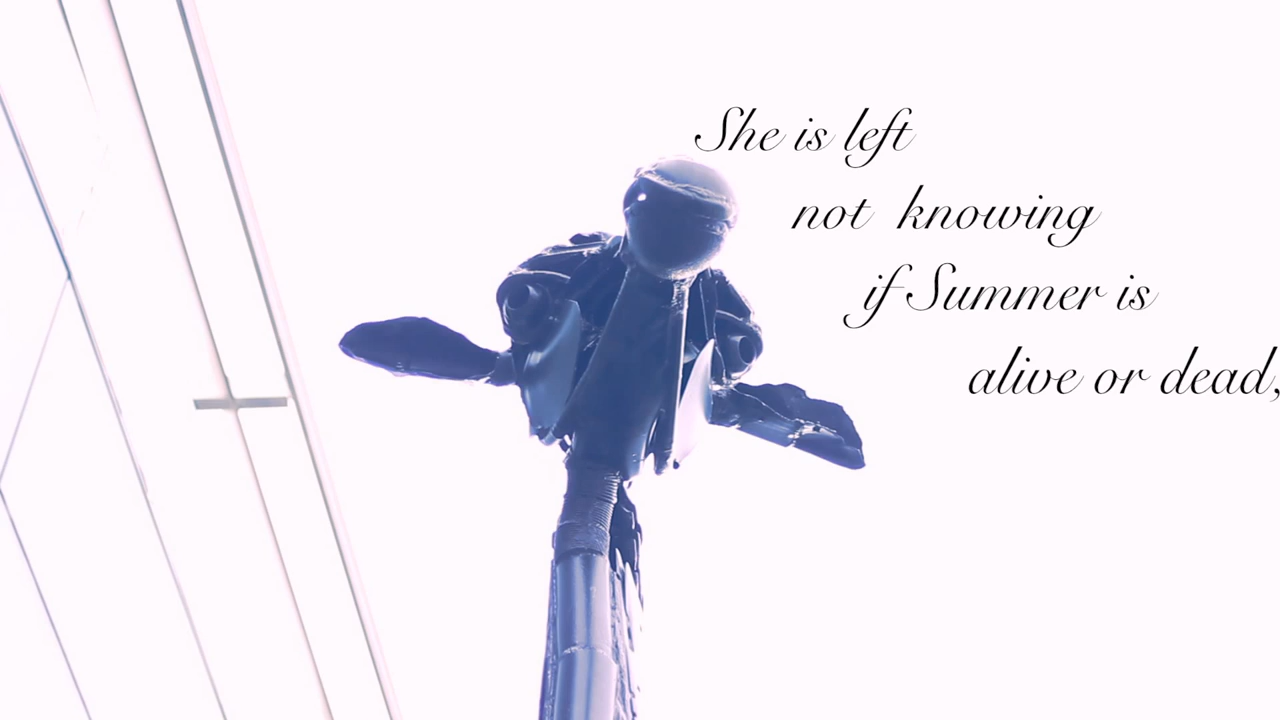 She is left
not knowing
if Summer is
alive or dead,